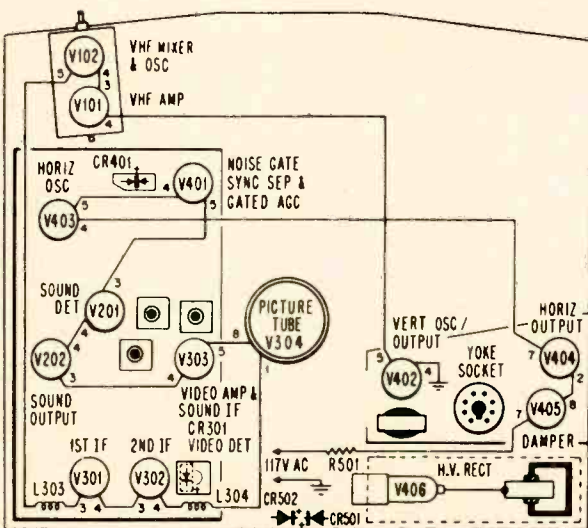 V102
5
4
3
VHF MIXER
& OSC
V101
4
VHF AMP
6
HORIZ
OSC
CR401
4
V401
5
NOISE GATE
SYNC SEP &
GATED AGC
5
V403
4
SOUND
DET
3
V201
4
V202
4
3
SOUND
OUTPUT
4
V303
5
8
PICTURE
TUBE
V304
1
VIDEO AMP &
SOUND IF
CR301
VIDEO DET
1ST IF
2ND IF
L303
V301
3 4
V302
3 4
L304
VERT OSC/
OUTPUT
5
V402
4
YOKE
SOCKET
HORIZ
OUTPUT
7
V404
2
7
V405
8
DAMPER
117V AC
R501
H.V. RECT
V406
CR502
CR501